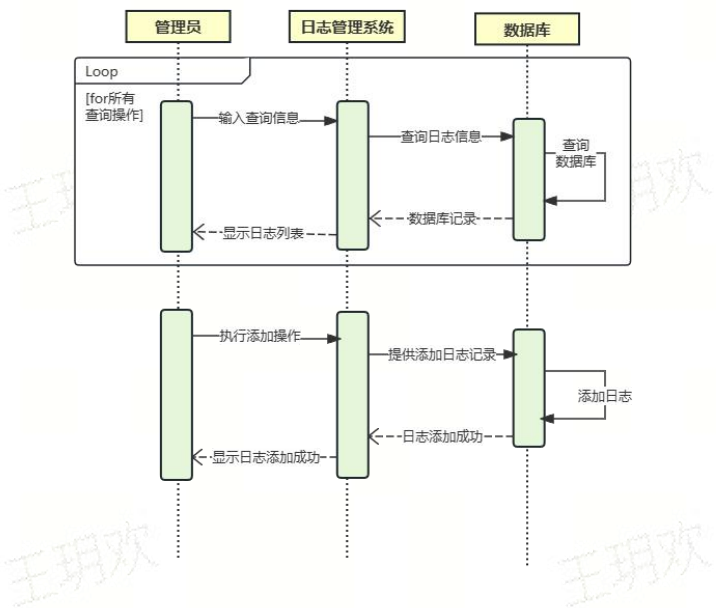 管理员
日志管理系统
数据库
Loop
[for所有
查询操作]
输入查询信息
查询日志信息
查询
数据库
数据库记录
显示日志列表
执行添加操作
提供添加日志记录
添加日志
日志添加成功
显示日志添加成功
王玥欢
玥欢
王玥欢
王玥欢